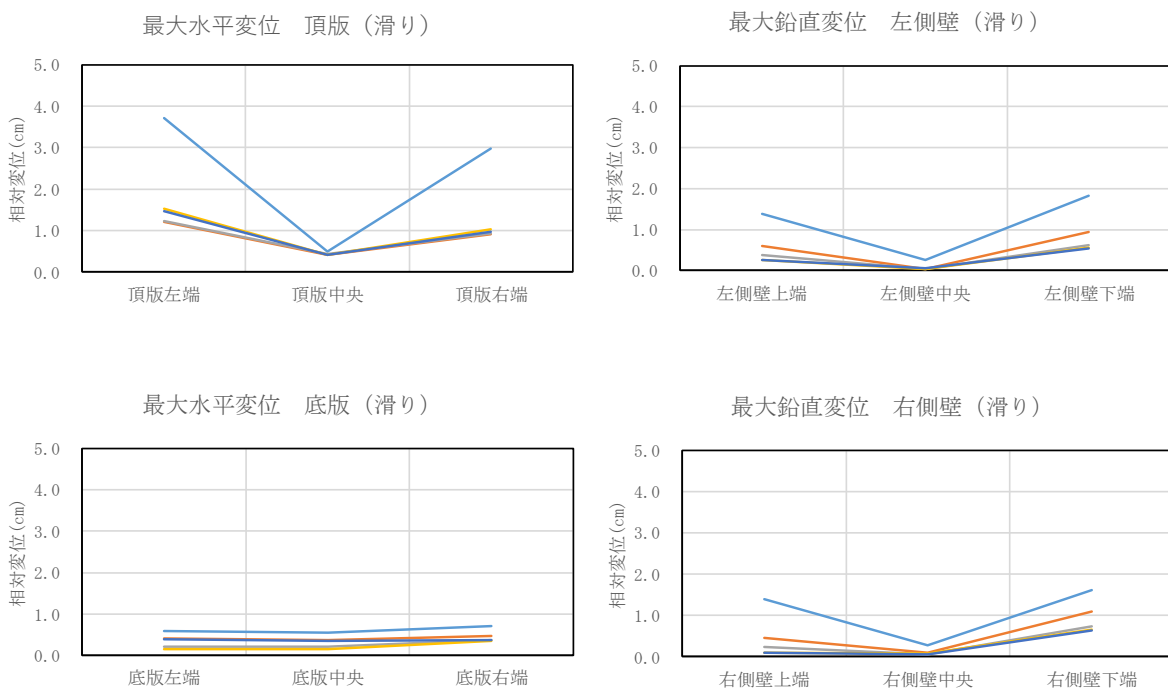 最大水平変位　頂版（滑り）
相対変位(cm)
5.0
4.0
3.0
2.0
1.0
0.0
頂版左端
頂版中央
頂版右端
最大鉛直変位　左側壁（滑り）
相対変位(cm)
5.0
4.0
3.0
2.0
1.0
0.0
左側壁上端
左側壁中央
左側壁下端
最大水平変位　底版（滑り）
相対変位(cm)
5.0
4.0
3.0
2.0
1.0
0.0
底版左端
底版中央
底版右端
最大鉛直変位　右側壁（滑り）
相対変位(cm)
5.0
4.0
3.0
2.0
1.0
0.0
右側壁上端
右側壁中央
右側壁下端